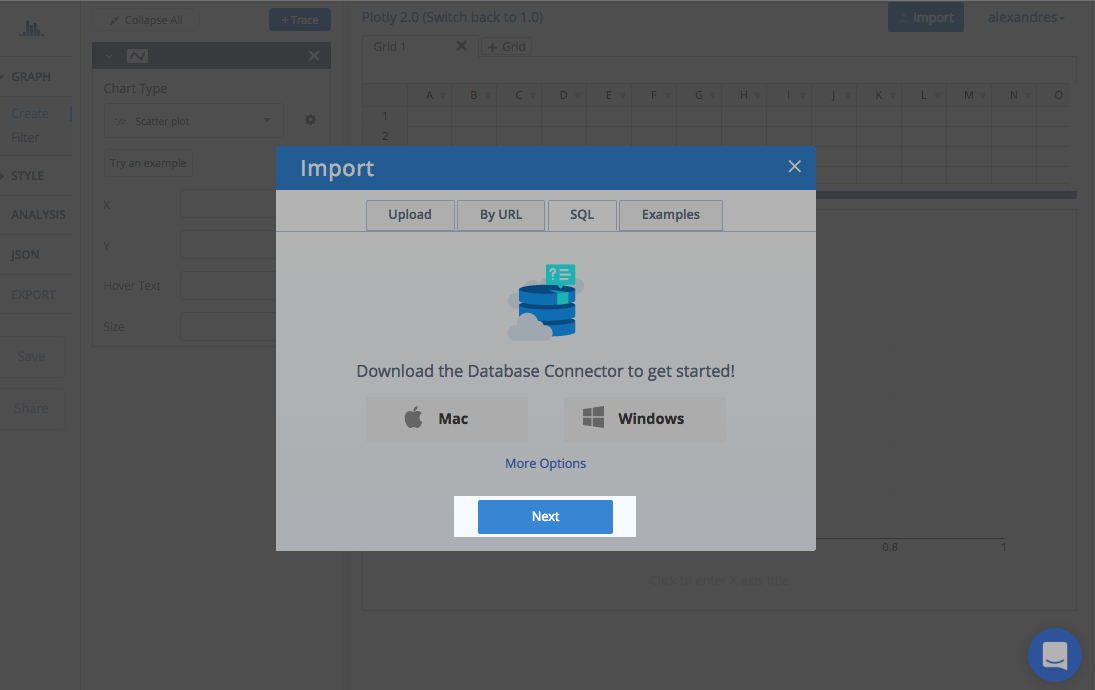 Collapse All
+ Trace
Plotly 2.0 (Switch back to 1.0)
Import
alexandres
Grid 1
+ Grid
GRAPH
Create
Filter
STYLE
ANALYSIS
JSON
EXPORT
Save
Share
Chart Type
Scatter plot
Try an example
X
Y
Hover Text
Size
A B C D E F G H I J K L M N O
1
2
Import
Upload By URL SQL Examples
?
Download the Database Connector to get started!
Mac Windows
More Options
Next
0.8 1
Click to enter X axis title